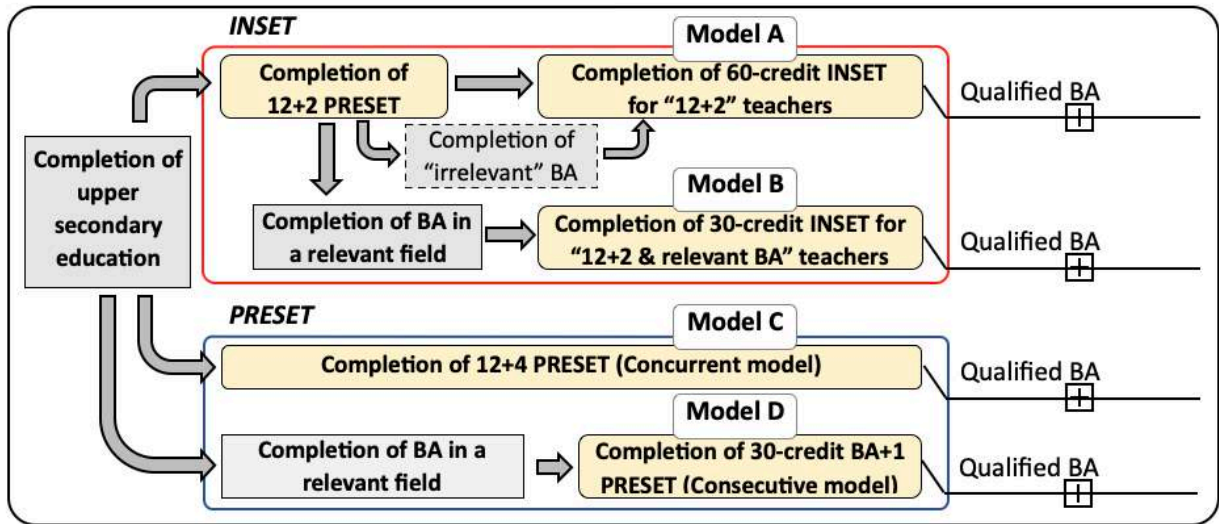 INSET
Model A
Completion of
12+2 PRESET
Completion of 60-credit INSET
for “12+2” teachers
Qualified BA
Completion of
“irrelevant” BA
Completion of
upper
secondary
education
Model B
Completion of BA in
a relevant field
Completion of 30-credit INSET for
“12+2 & relevant BA” teachers
Qualified BA
PRESET
Model C
Completion of 12+4 PRESET (Concurrent model)
Qualified BA
Model D
Completion of BA in a
relevant field
Completion of 30-credit BA+1
PRESET (Consecutive model)
Qualified BA